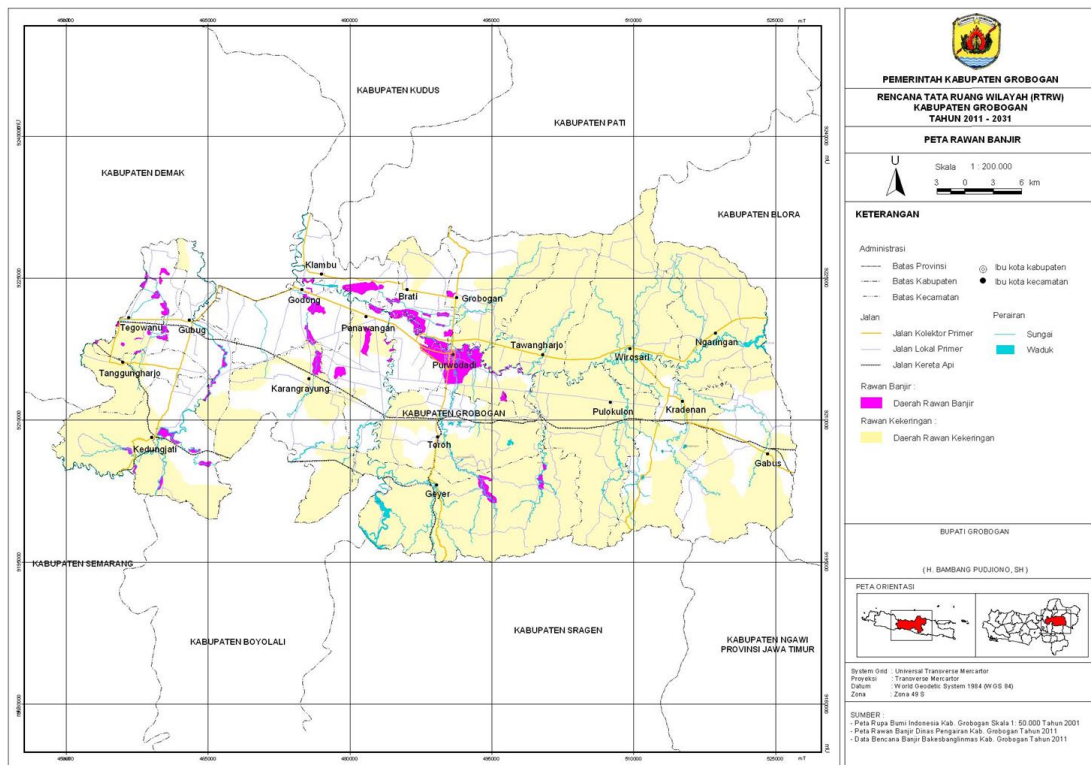 KABUPATEN KUDUS
KABUPATEN PATI
KABUPATEN DEMAK
KABUPATEN BLORA
Klambu
Godong
Brati
Grobogan
Tegowanu
Gubug
Penawangan
Tawangharjo
Ngaringan
Wirosari
Tanggungharjo
Purwodadi
Karangrayung
KABUPATEN GROBOGAN
Pulokulon
Kradenan
Kedungjati
Toroh
Gabus
Geyer
KABUPATEN SEMARANG
KABUPATEN BOYOLALI
KABUPATEN SRAGEN
KABUPATEN NGAWI
PROVINSI JAWA TIMUR
PEMERINTAH KABUPATEN GROBOGAN
RENCANA TATA RUANG WILAYAH (RTRW)
KABUPATEN GROBOGAN
TAHUN 2011 - 2031
PETA RAWAN BANJIR
U
Skala 1 : 200.000
3 0 3 6 km
KETERANGAN
Administrasi
Batas Provinsi
Batas Kabupaten
Batas Kecamatan
Ibu kota kabupaten
Ibu kota kecamatan
Jalan
Jalan Kolektor Primer
Jalan Lokal Primer
Jalan Kereta Api
Perairan
Sungai
Waduk
Rawan Banjir :
Daerah Rawan Banjir
Rawan Kekeringan :
Daerah Rawan Kekeringan
BUPATI GROBOGAN
( H. BAMBANG PUDJIONO, SH )
PETA ORIENTASI
System Grid : Universal Transverse Mercartor
Proyeksi : Transverse Mercartor
Datum : World Geodetic System 1984 (WGS 84)
Zona : Zona 49 S
SUMBER :
- Peta Rupa Bumi Indonesia Kab. Grobogan Skala 1: 50.000 Tahun 2001
- Peta Rawan Banjir Dinas Pengairan Kab. Grobogan Tahun 2011
- Data Bencana Banjir Bakesbanglinmas Kab. Grobogan Tahun 2011